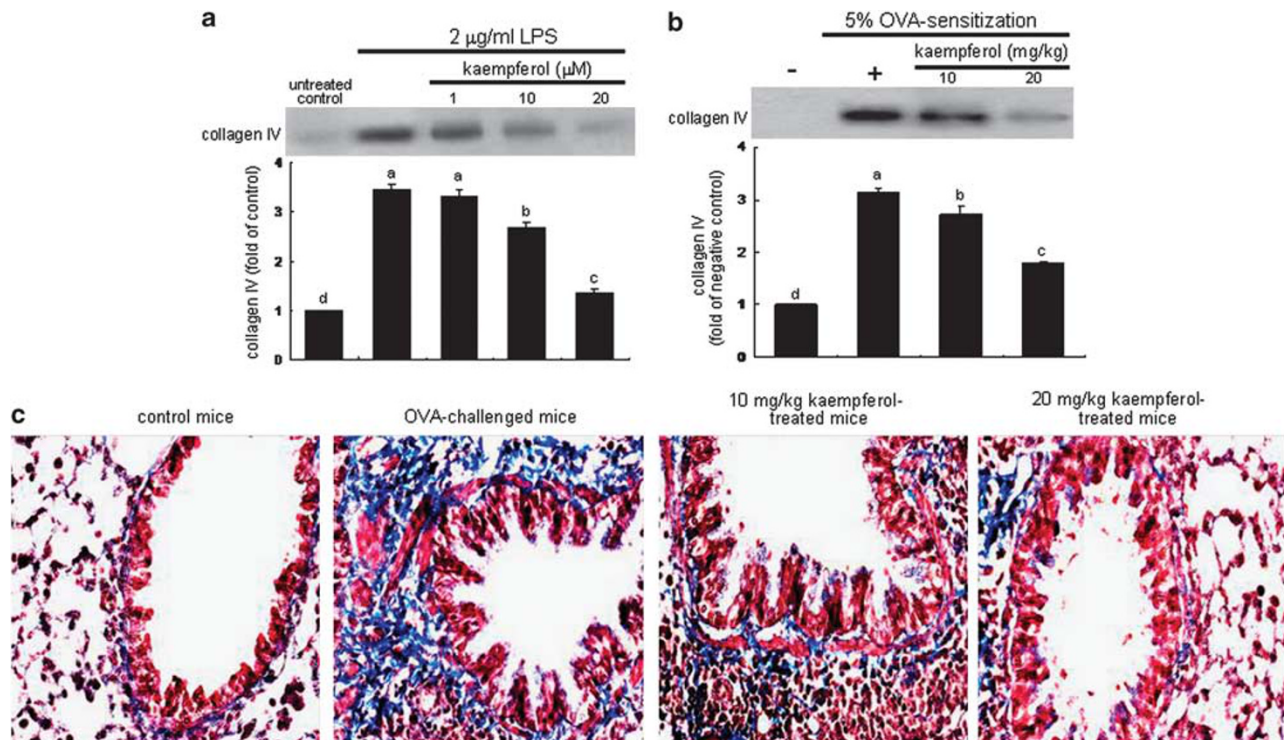 a
2 µg/ml LPS
kaempferol (µM)
untreated
control
1 10 20
collagen IV
collagen IV (fold of control)
4
3
2
1
0
d a a b c
b
5% OVA-sensitization
kaempferol (mg/kg)
- + 10 20
collagen IV
collagen IV
(fold of negative control)
4
3
2
1
0
d a b c
c
control mice
OVA-challenged mice
10 mg/kg kaempferol-
treated mice
20 mg/kg kaempferol-
treated mice